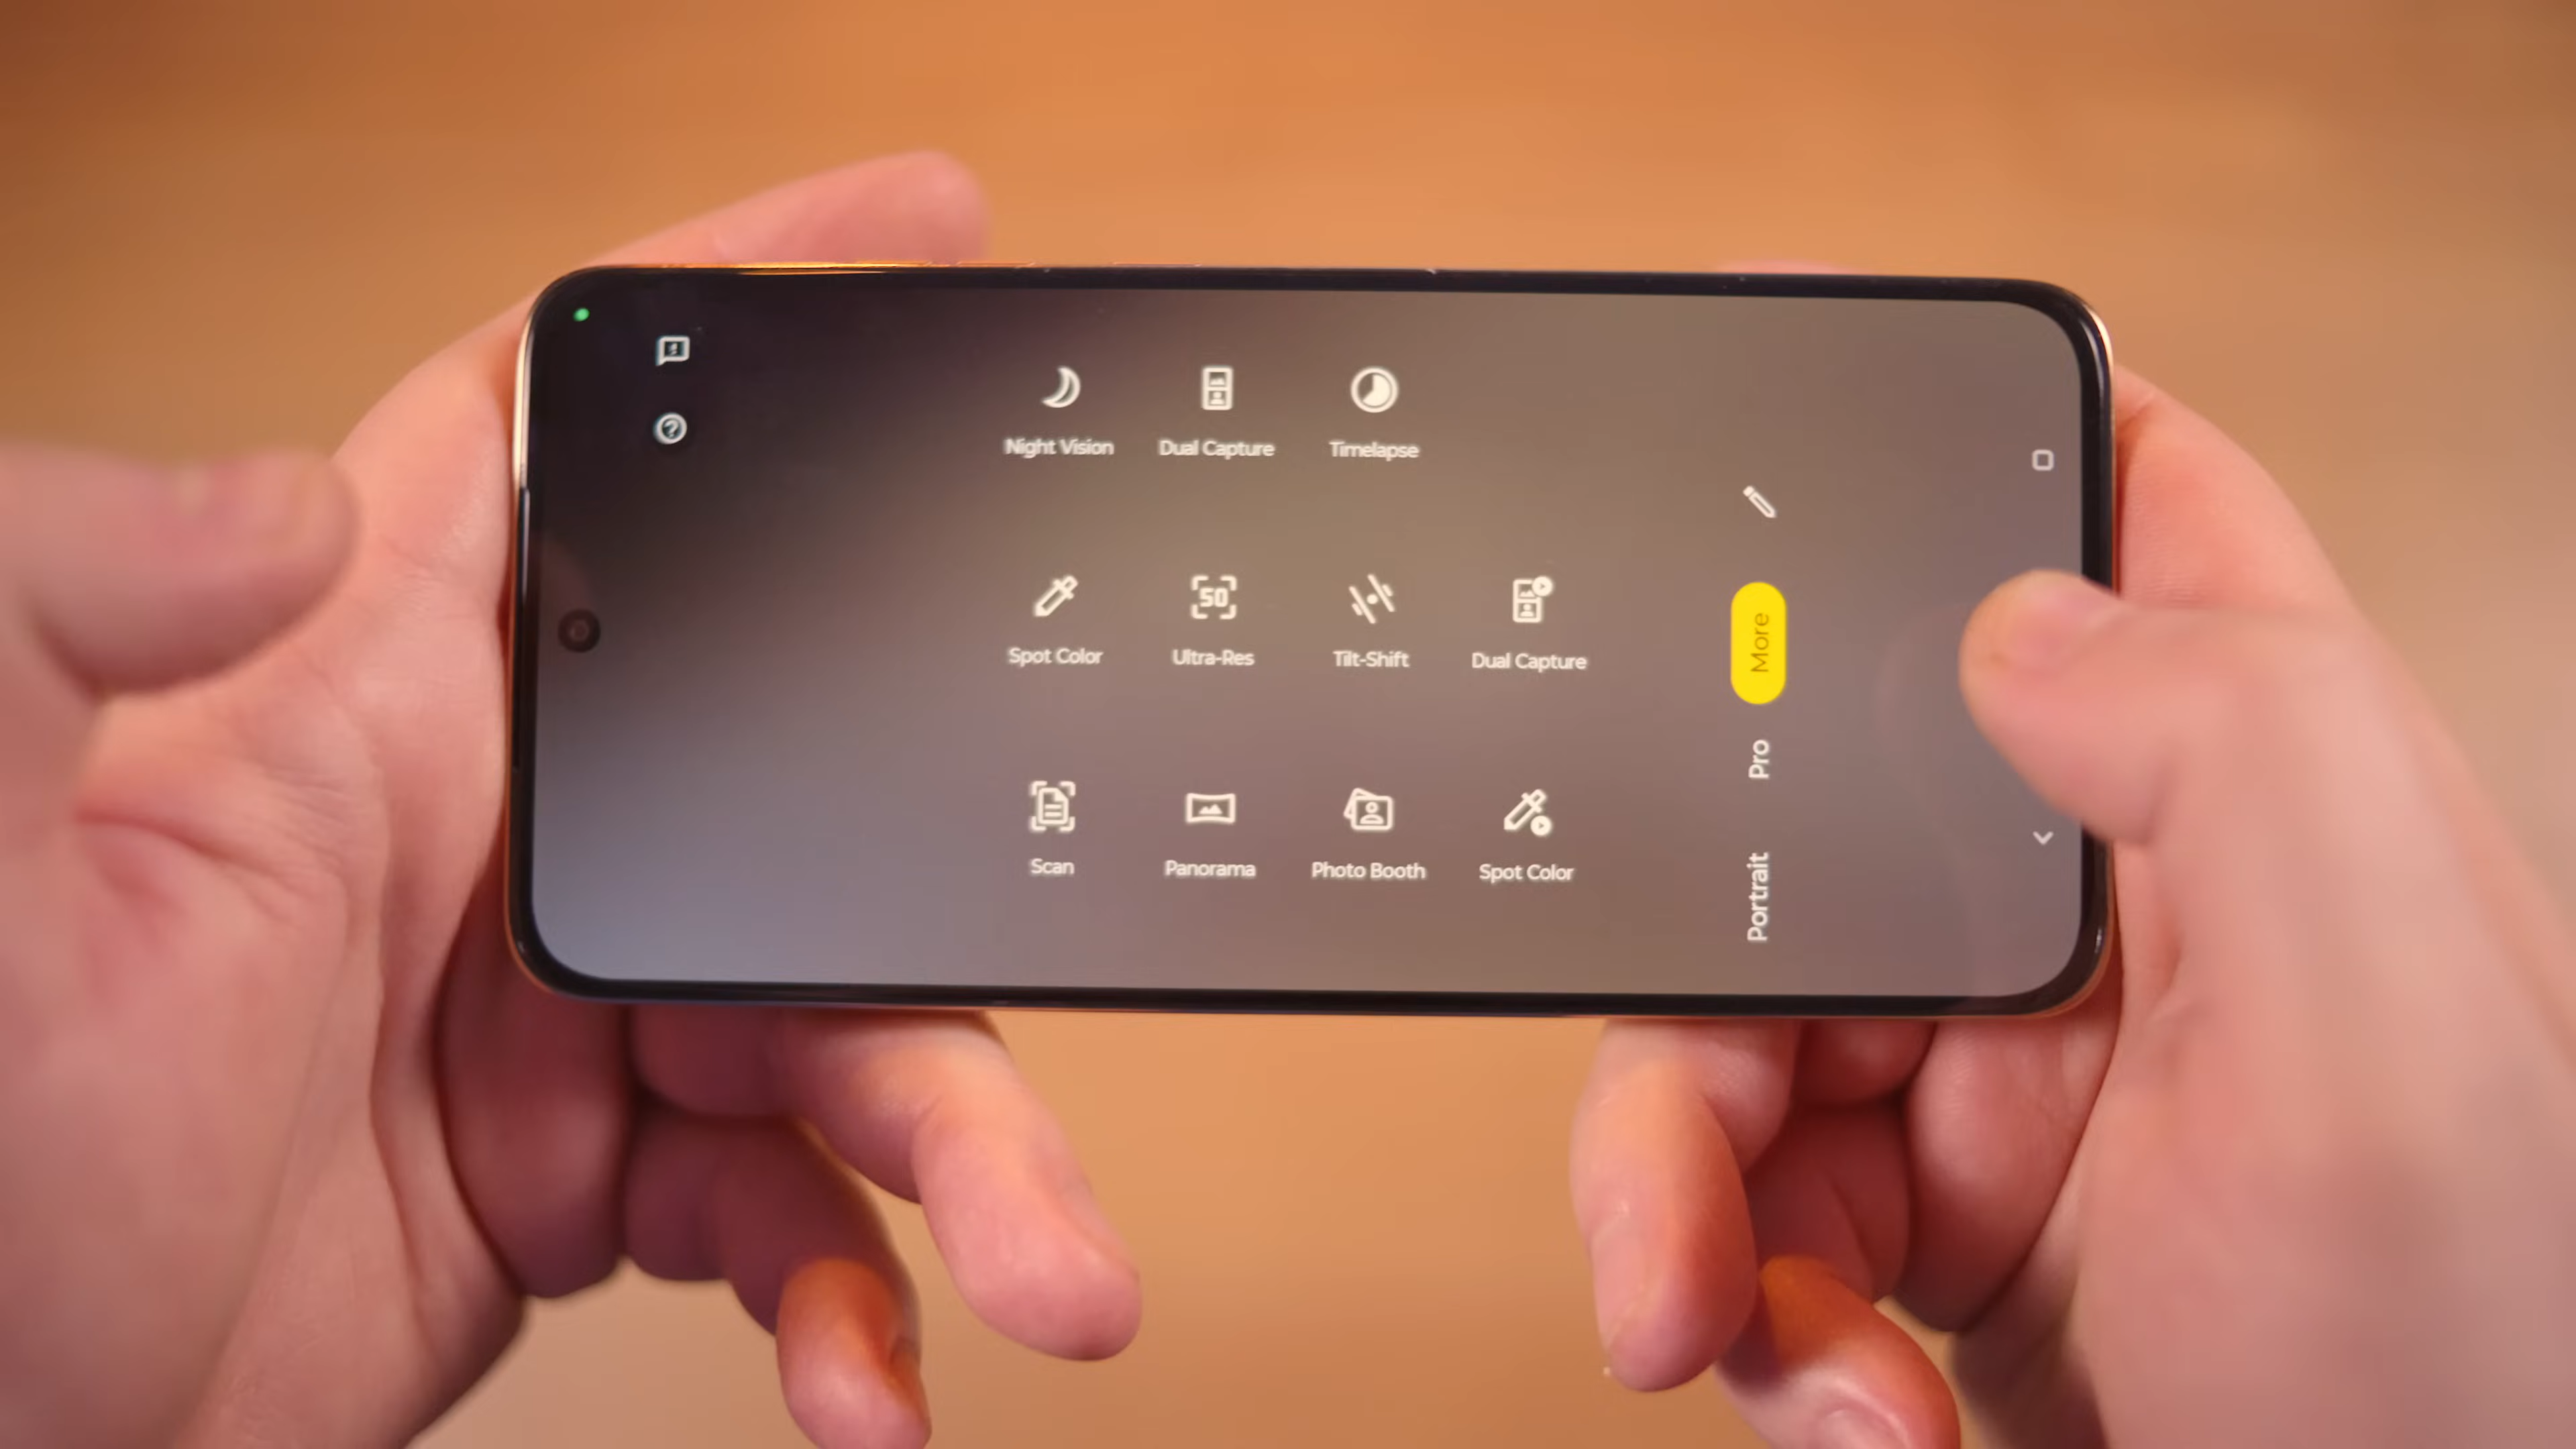 Night Vision Dual Capture Timelapse
50
Spot Color Ultra-Res Tilt-Shift Dual Capture
Scan Panorama Photo Booth Spot Color
More
Pro
Portrait